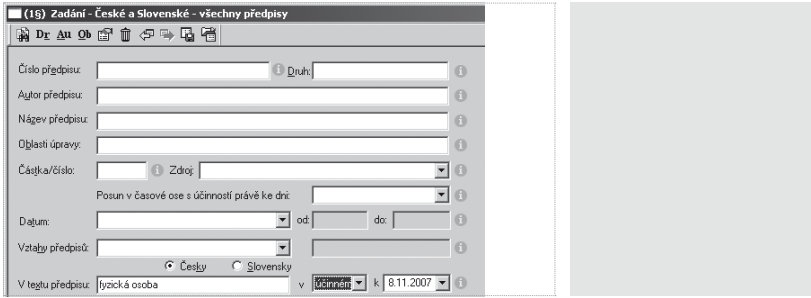 (1§) Zadání - České a Slovenské - všechny předpisy
Dr Au Ob
Číslo předpisu: Druh:
Autor předpisu:
Název předpisu:
Oblasti úpravy:
Částka/číslo: Zdroj:
Posun v časové ose s účinností právě ke dni:
Datum: od: do:
Vztahy předpisů:
Česky Slovensky
V textu předpisu: fyzická osoba v účinném k 8.11.2007